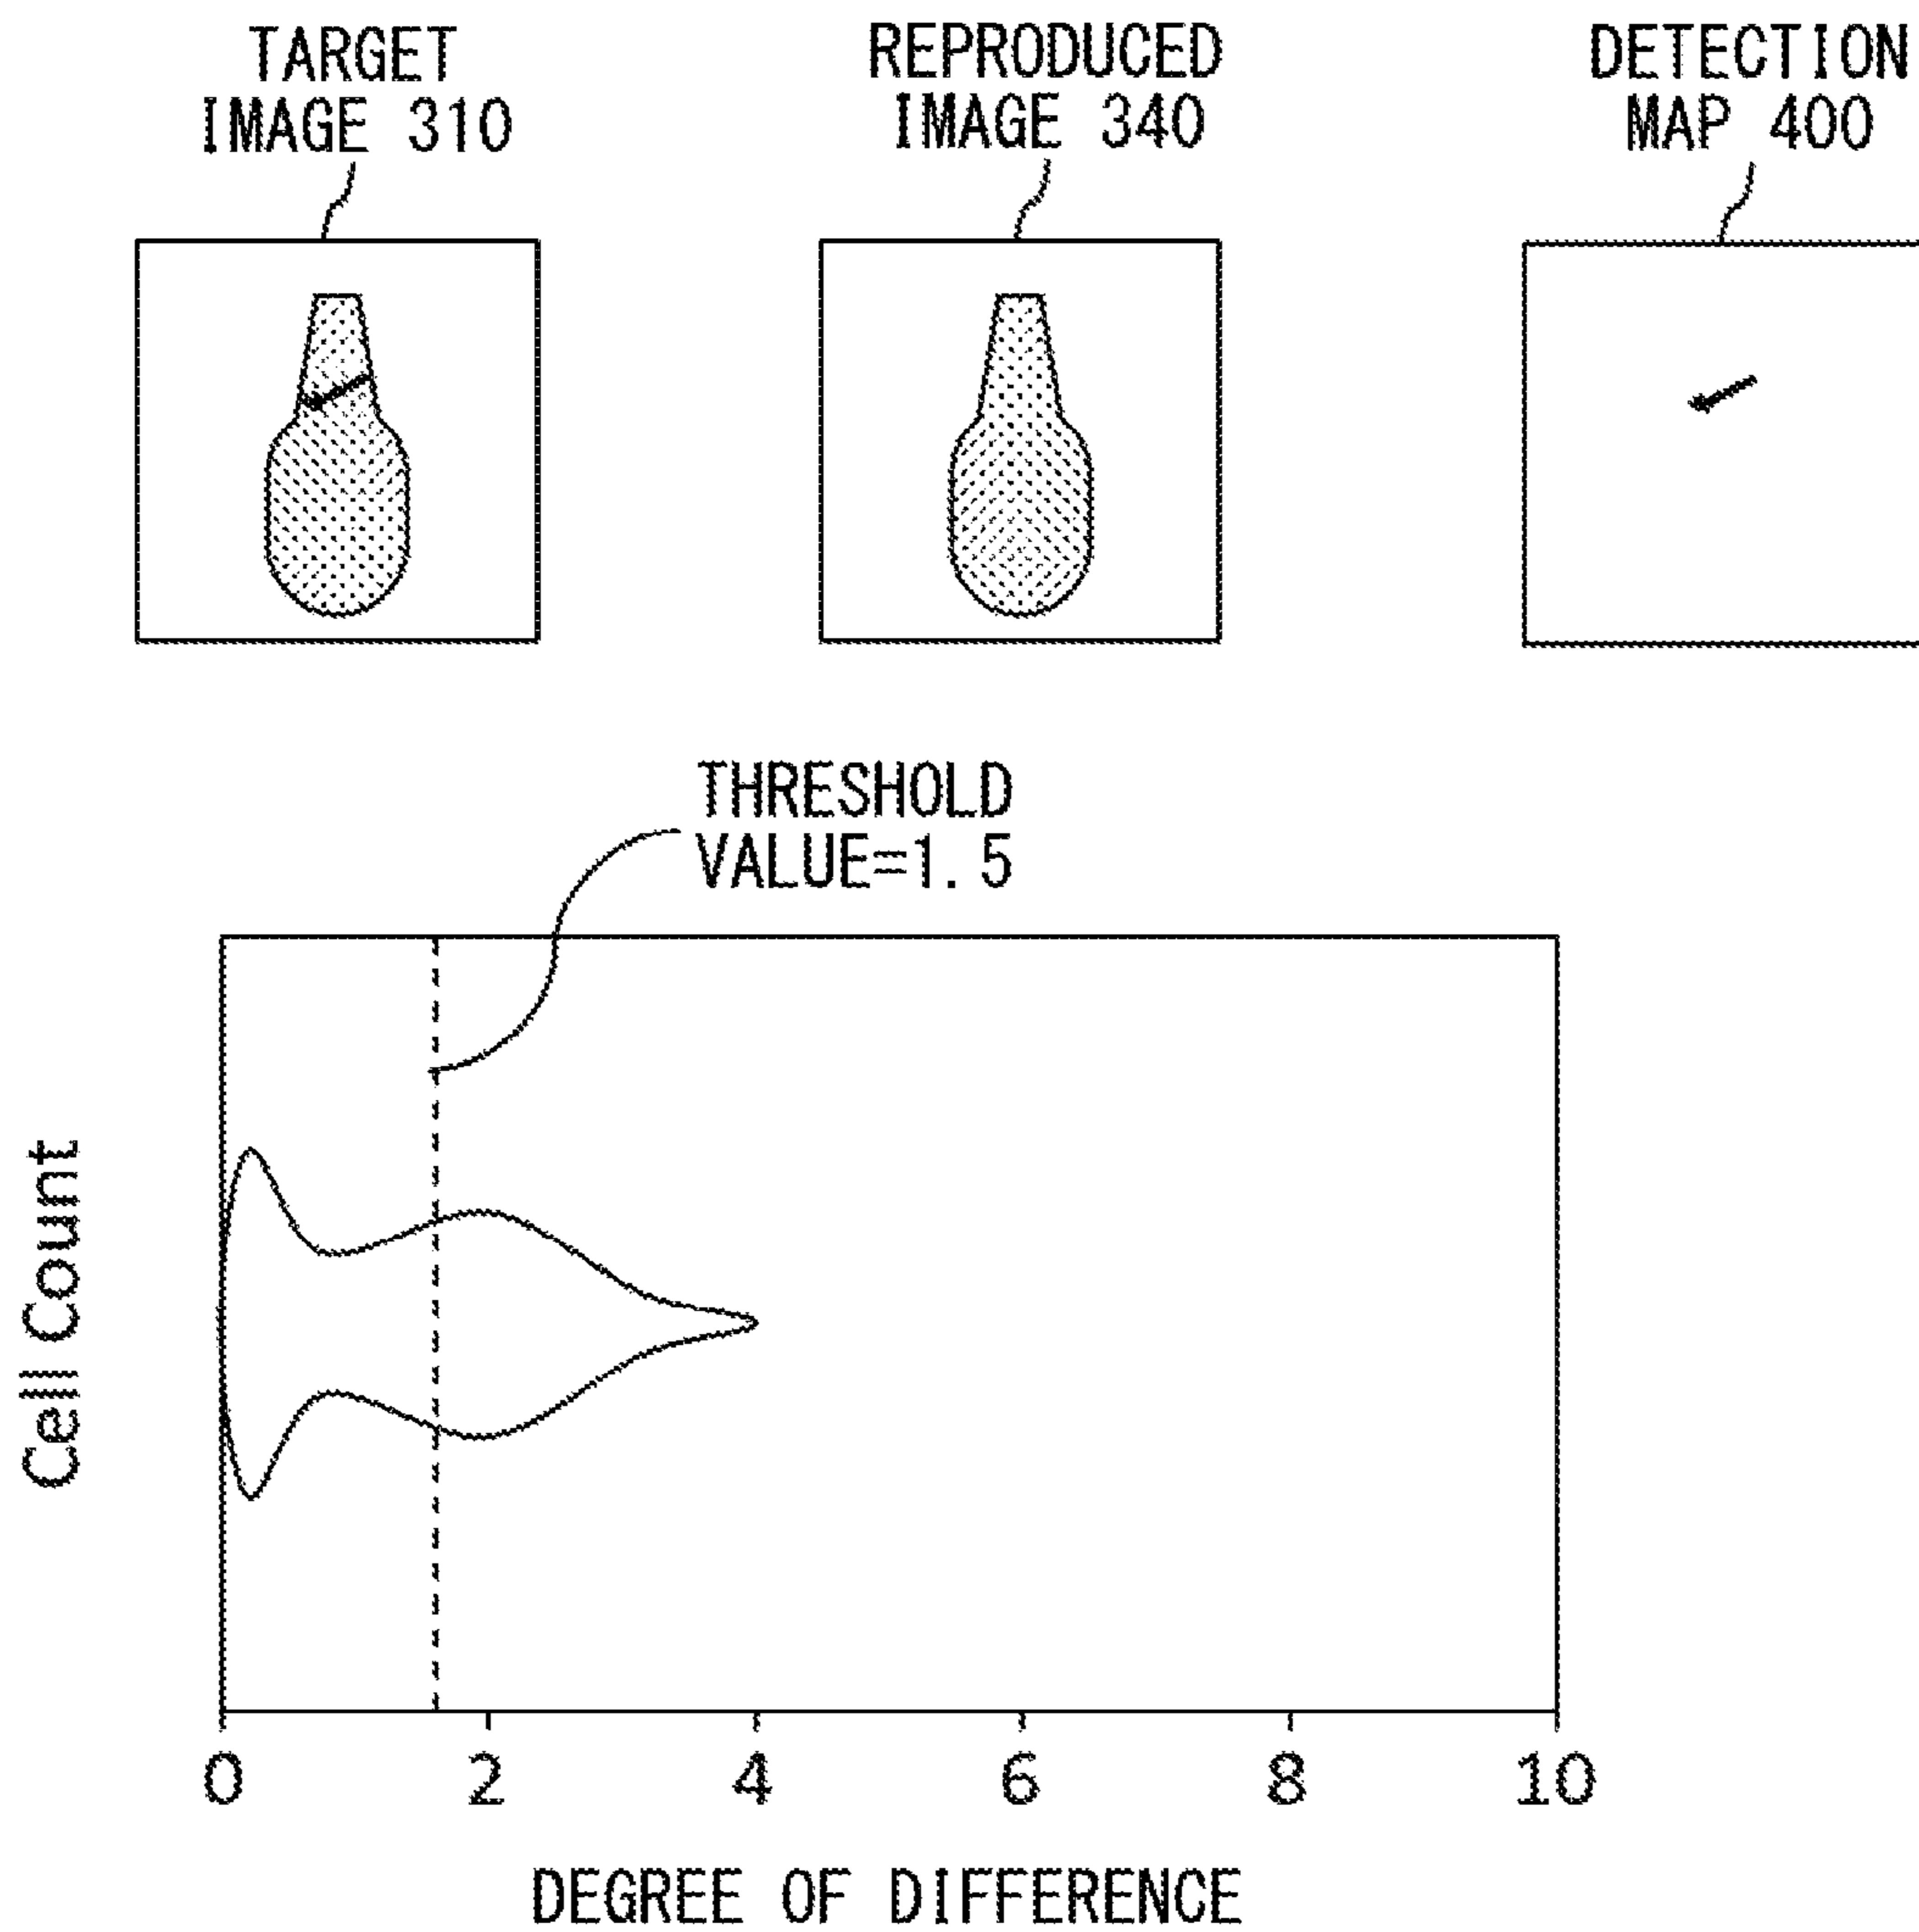 TARGET
IMAGE 310
REPRODUCED
IMAGE 340
DETECTION
MAP 400
THRESHOLD
VALUE=1.5
Cell Count
0 2 4 6 8 10
DEGREE OF DIFFERENCE